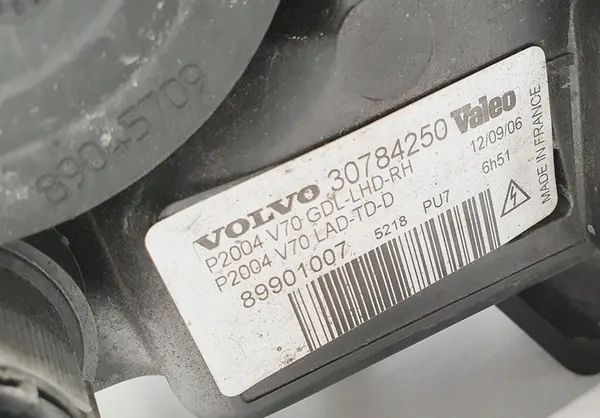 89045709
VOLVO 30784250 Valeo
P2004 V70 GDL-LHD-RH 12/09/06
P2004 V70 LAD-TD-D 6h51
89901007 5218 PU7
MADE IN FRANCE